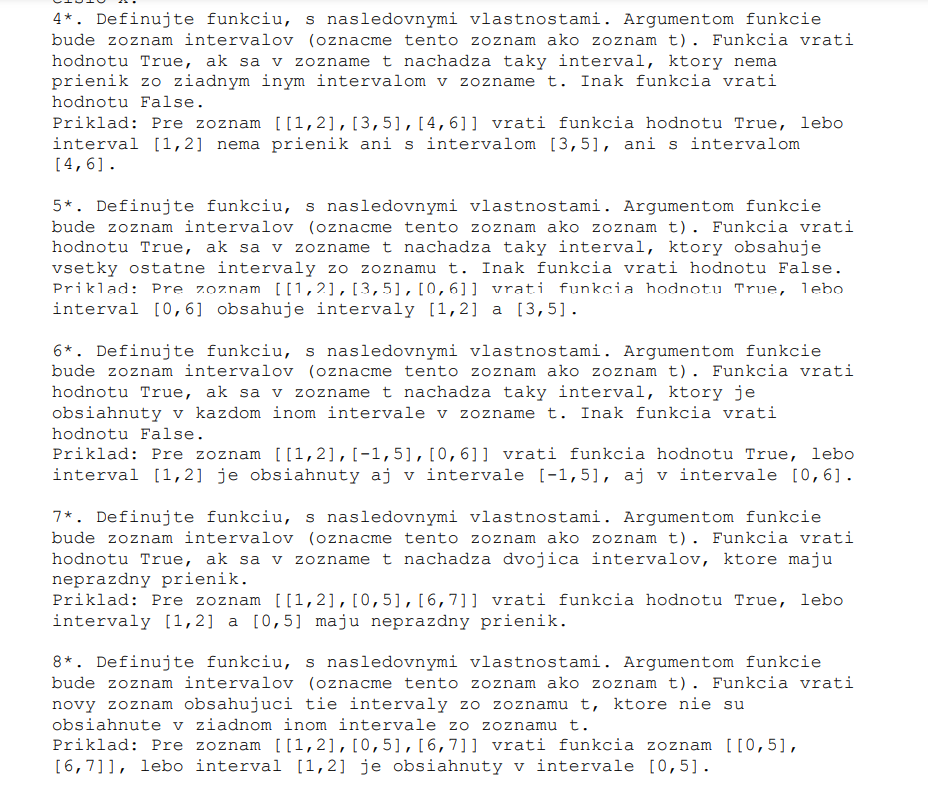 4*. Definujte funkciu, s nasledovnymi vlastnostami. Argumentom funkcie
bude zoznam intervalov (oznacme tento zoznam ako zoznam t). Funkcia vrati
hodnotu True, ak sa v zozname t nachadza taky interval, ktory nema
prienik zo ziadnym inym intervalom v zozname t. Inak funkcia vrati
hodnotu False.
Priklad: Pre zoznam [[1,2],[3,5],[4,6]] vrati funkcia hodnotu True, lebo
interval [1,2] nema prienik ani s intervalom [3,5], ani s intervalom
[4,6].
5*. Definujte funkciu, s nasledovnymi vlastnostami. Argumentom funkcie
bude zoznam intervalov (oznacme tento zoznam ako zoznam t). Funkcia vrati
hodnotu True, ak sa v zozname t nachadza taky interval, ktory obsahuje
vsetky ostatne intervaly zo zoznamu t. Inak funkcia vrati hodnotu False.
Priklad: Pre zoznam [[1,2],[3,5],[0,6]] vrati funkcia hodnotu True, lebo
interval [0,6] obsahuje intervaly [1,2] a [3,5].
6*. Definujte funkciu, s nasledovnymi vlastnostami. Argumentom funkcie
bude zoznam intervalov (oznacme tento zoznam ako zoznam t). Funkcia vrati
hodnotu True, ak sa v zozname t nachadza taky interval, ktory je
obsiahnuty v kazdom inom intervale v zozname t. Inak funkcia vrati
hodnotu False.
Priklad: Pre zoznam [[1,2],[-1,5],[0,6]] vrati funkcia hodnotu True, lebo
interval [1,2] je obsiahnuty aj v intervale [-1,5], aj v intervale [0,6].
7*. Definujte funkciu, s nasledovnymi vlastnostami. Argumentom funkcie
bude zoznam intervalov (oznacme tento zoznam ako zoznam t). Funkcia vrati
hodnotu True, ak sa v zozname t nachadza dvojica intervalov, ktore maju
neprazdny prienik.
Priklad: Pre zoznam [[1,2],[0,5],[6,7]] vrati funkcia hodnotu True, lebo
intervaly [1,2] a [0,5] maju neprazdny prienik.
8*. Definujte funkciu, s nasledovnymi vlastnostami. Argumentom funkcie
bude zoznam intervalov (oznacme tento zoznam ako zoznam t). Funkcia vrati
novy zoznam obsahujuci tie intervaly zo zoznamu t, ktore nie su
obsiahnute v ziadnom inom intervale zo zoznamu t.
Priklad: Pre zoznam [[1,2],[0,5],[6,7]] vrati funkcia zoznam [[0,5],
[6,7]], lebo interval [1,2] je obsiahnuty v intervale [0,5].